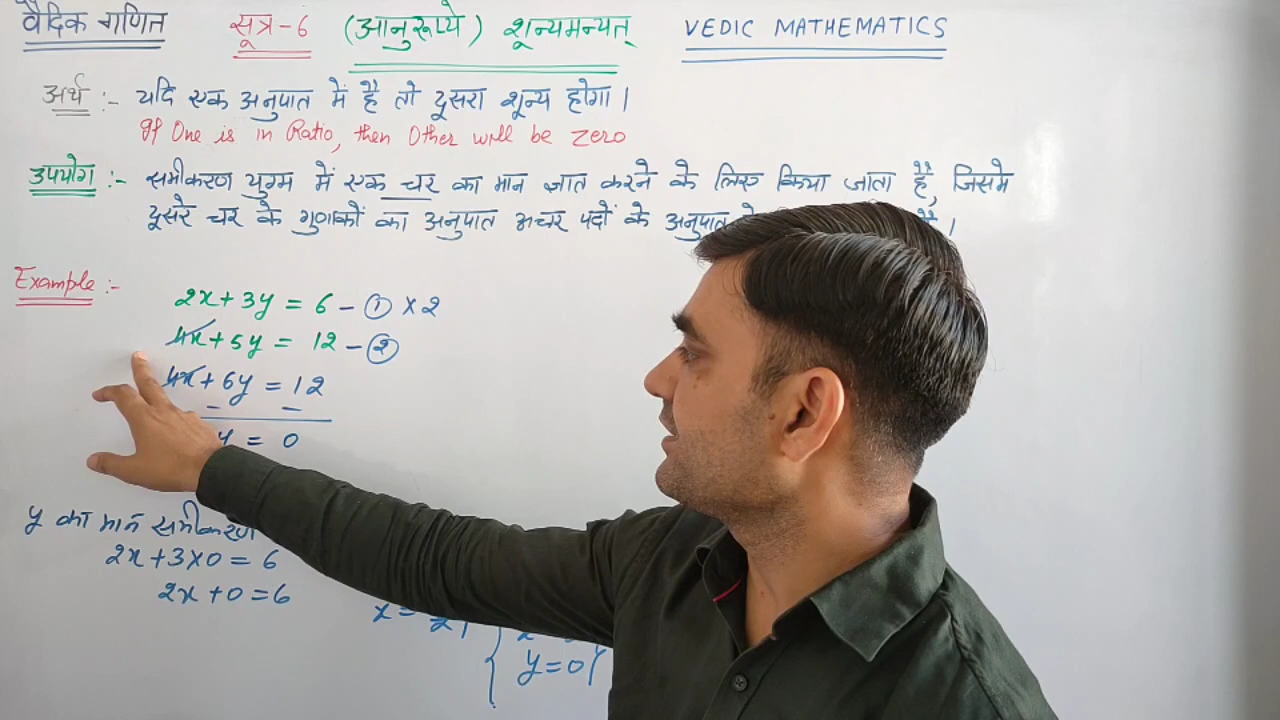 वैदिक गणित सूत्र-6 (आनुरूप्ये) शून्यमन्यत् VEDIC MATHEMATICS
अर्थ :- यदि एक अनुपात में है तो दूसरा शून्य होगा।
If One is in Ratio, then Other will be zero
उपयोग :- समीकरण युग्म में एक चर का मान ज्ञात करने के लिए किया जाता है, जिसमे
दूसरे चर के गुणाकों का अनुपात अचर पदों के अनुपात है।
Example :-
2x+3y = 6 - ① ×2
4x+5y = 12 - ②
4x+6y = 12
- -
y = 0
y का मान समीकरण
2x+3×0 = 6
2x+0=6
x =
y=0